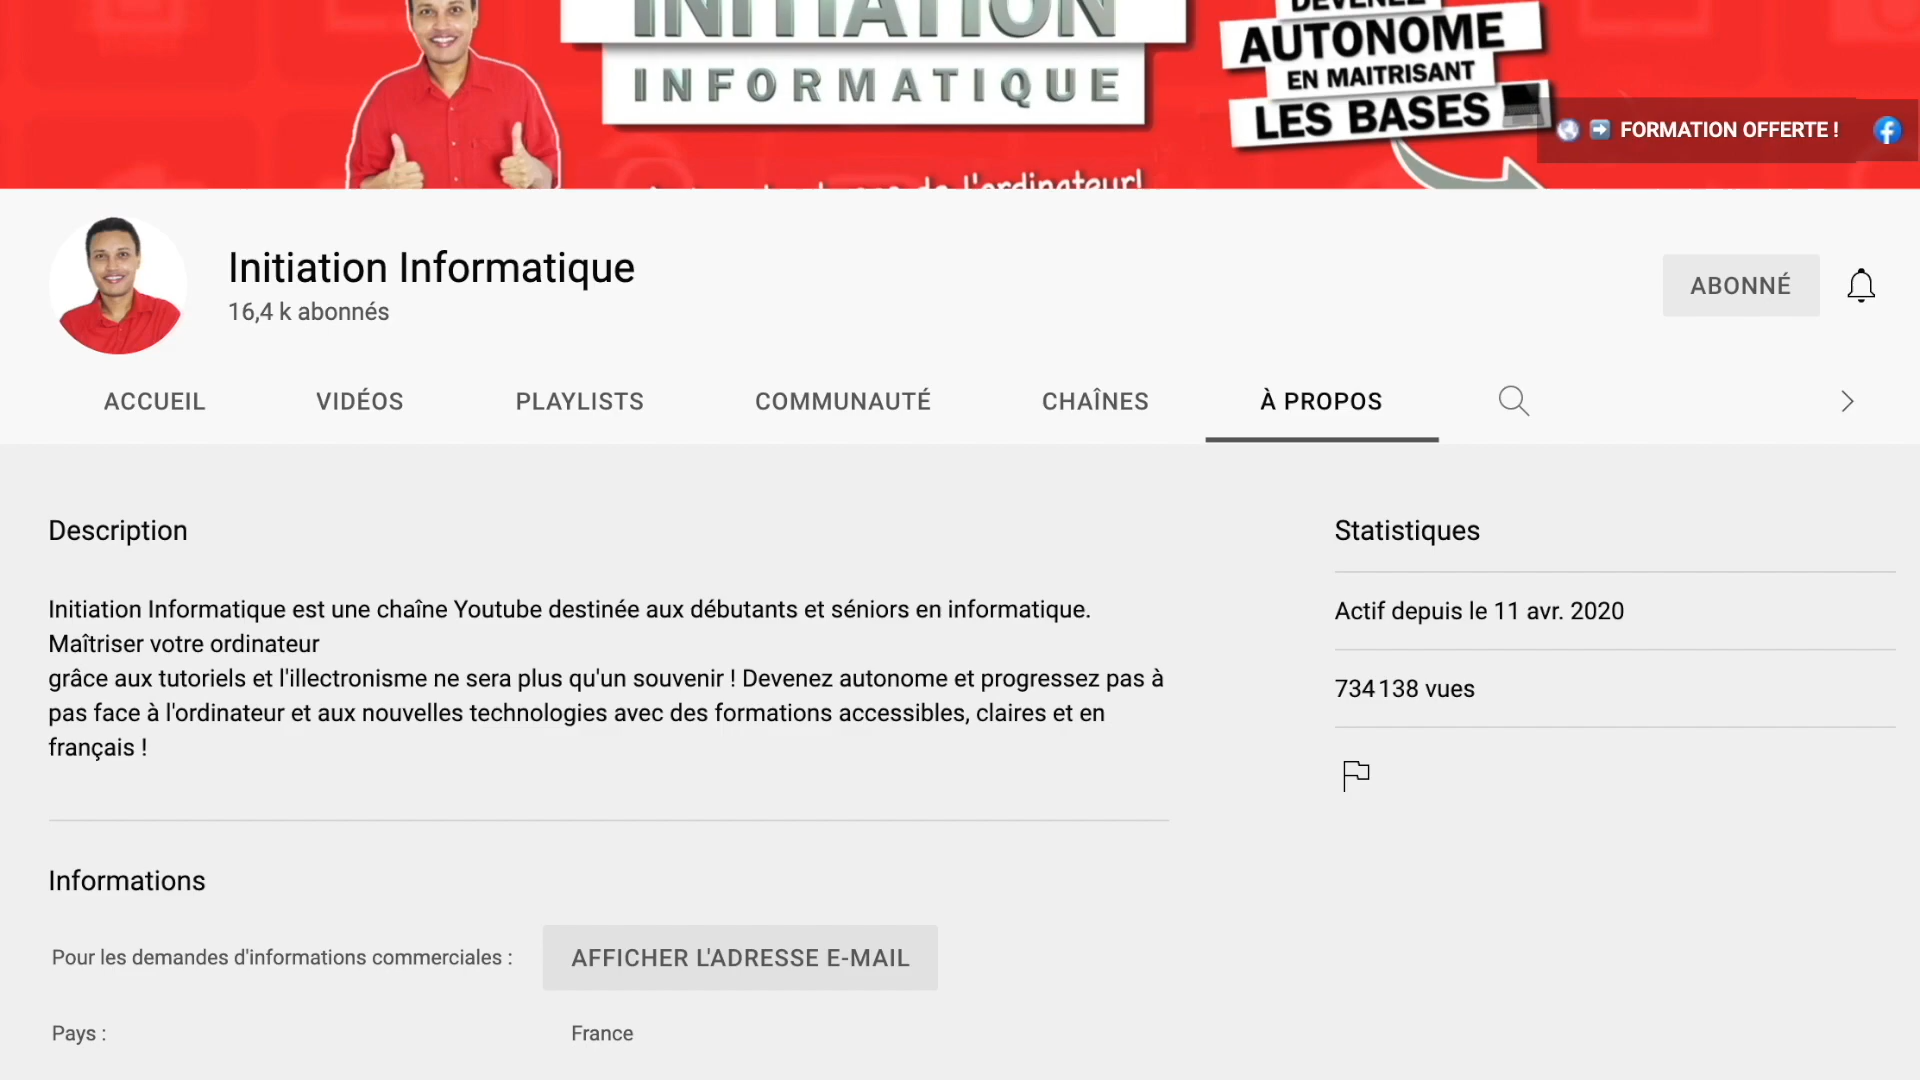 INITIATION
INFORMATIQUE
DEVENEZ
AUTONOME
EN MAITRISANT
LES BASES
de l'ordinateur!
FORMATION OFFERTE !
Initiation Informatique
16,4 k abonnés
ABONNÉ
ACCUEIL VIDÉOS PLAYLISTS COMMUNAUTÉ CHAÎNES À PROPOS
Description
Initiation Informatique est une chaîne Youtube destinée aux débutants et séniors en informatique.
Maîtriser votre ordinateur
grâce aux tutoriels et l'illectronisme ne sera plus qu'un souvenir ! Devenez autonome et progressez pas à
pas face à l'ordinateur et aux nouvelles technologies avec des formations accessibles, claires et en
français !
Statistiques
Actif depuis le 11 avr. 2020
734 138 vues
Informations
Pour les demandes d'informations commerciales : AFFICHER L'ADRESSE E-MAIL
Pays : France